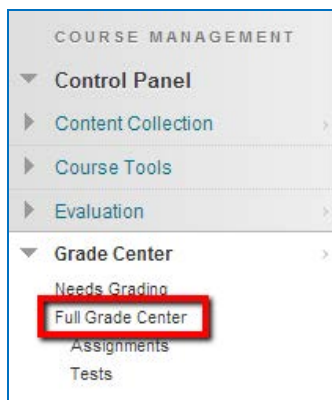 COURSE MANAGEMENT
Control Panel
Content Collection
Course Tools
Evaluation
Grade Center
Needs Grading
Full Grade Center
Assignments
Tests